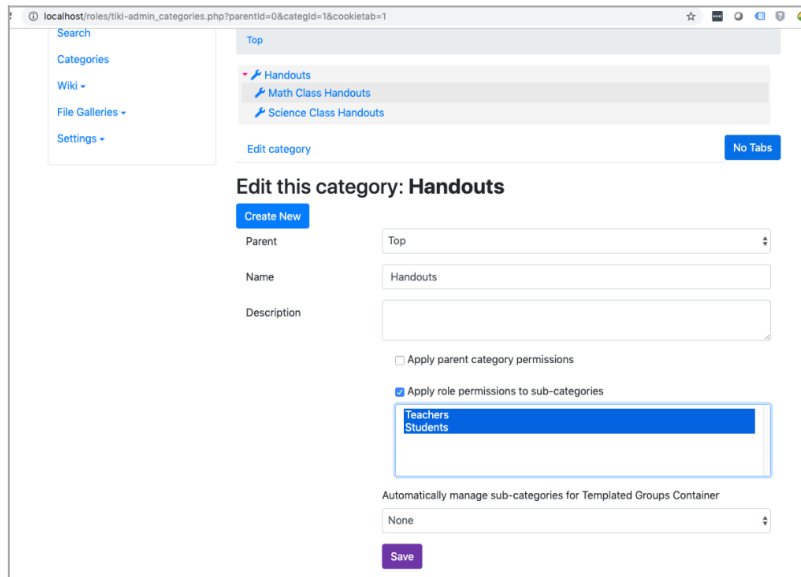 localhost/roles/tiki-admin_categories.php?parentId=0&categId=1&cookietab=1
Search
Categories
Wiki
File Galleries
Settings
Top
Handouts
Math Class Handouts
Science Class Handouts
Edit category
No Tabs
Edit this category: Handouts
Create New
Parent
Top
Name
Handouts
Description
Apply parent category permissions
Apply role permissions to sub-categories
Teachers
Students
Automatically manage sub-categories for Templated Groups Container
None
Save